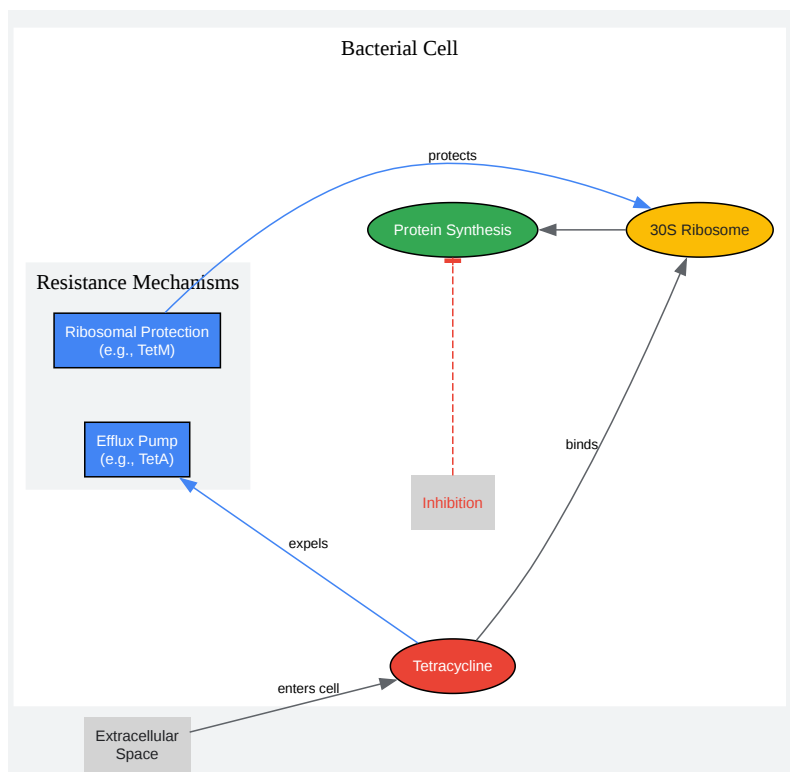 Bacterial Cell
protects
Protein Synthesis
30S Ribosome
Resistance Mechanisms
Ribosomal Protection
(e.g., TetM)
Efflux Pump
(e.g., TetA)
binds
Inhibition
expels
Tetracycline
enters cell
Extracellular
Space